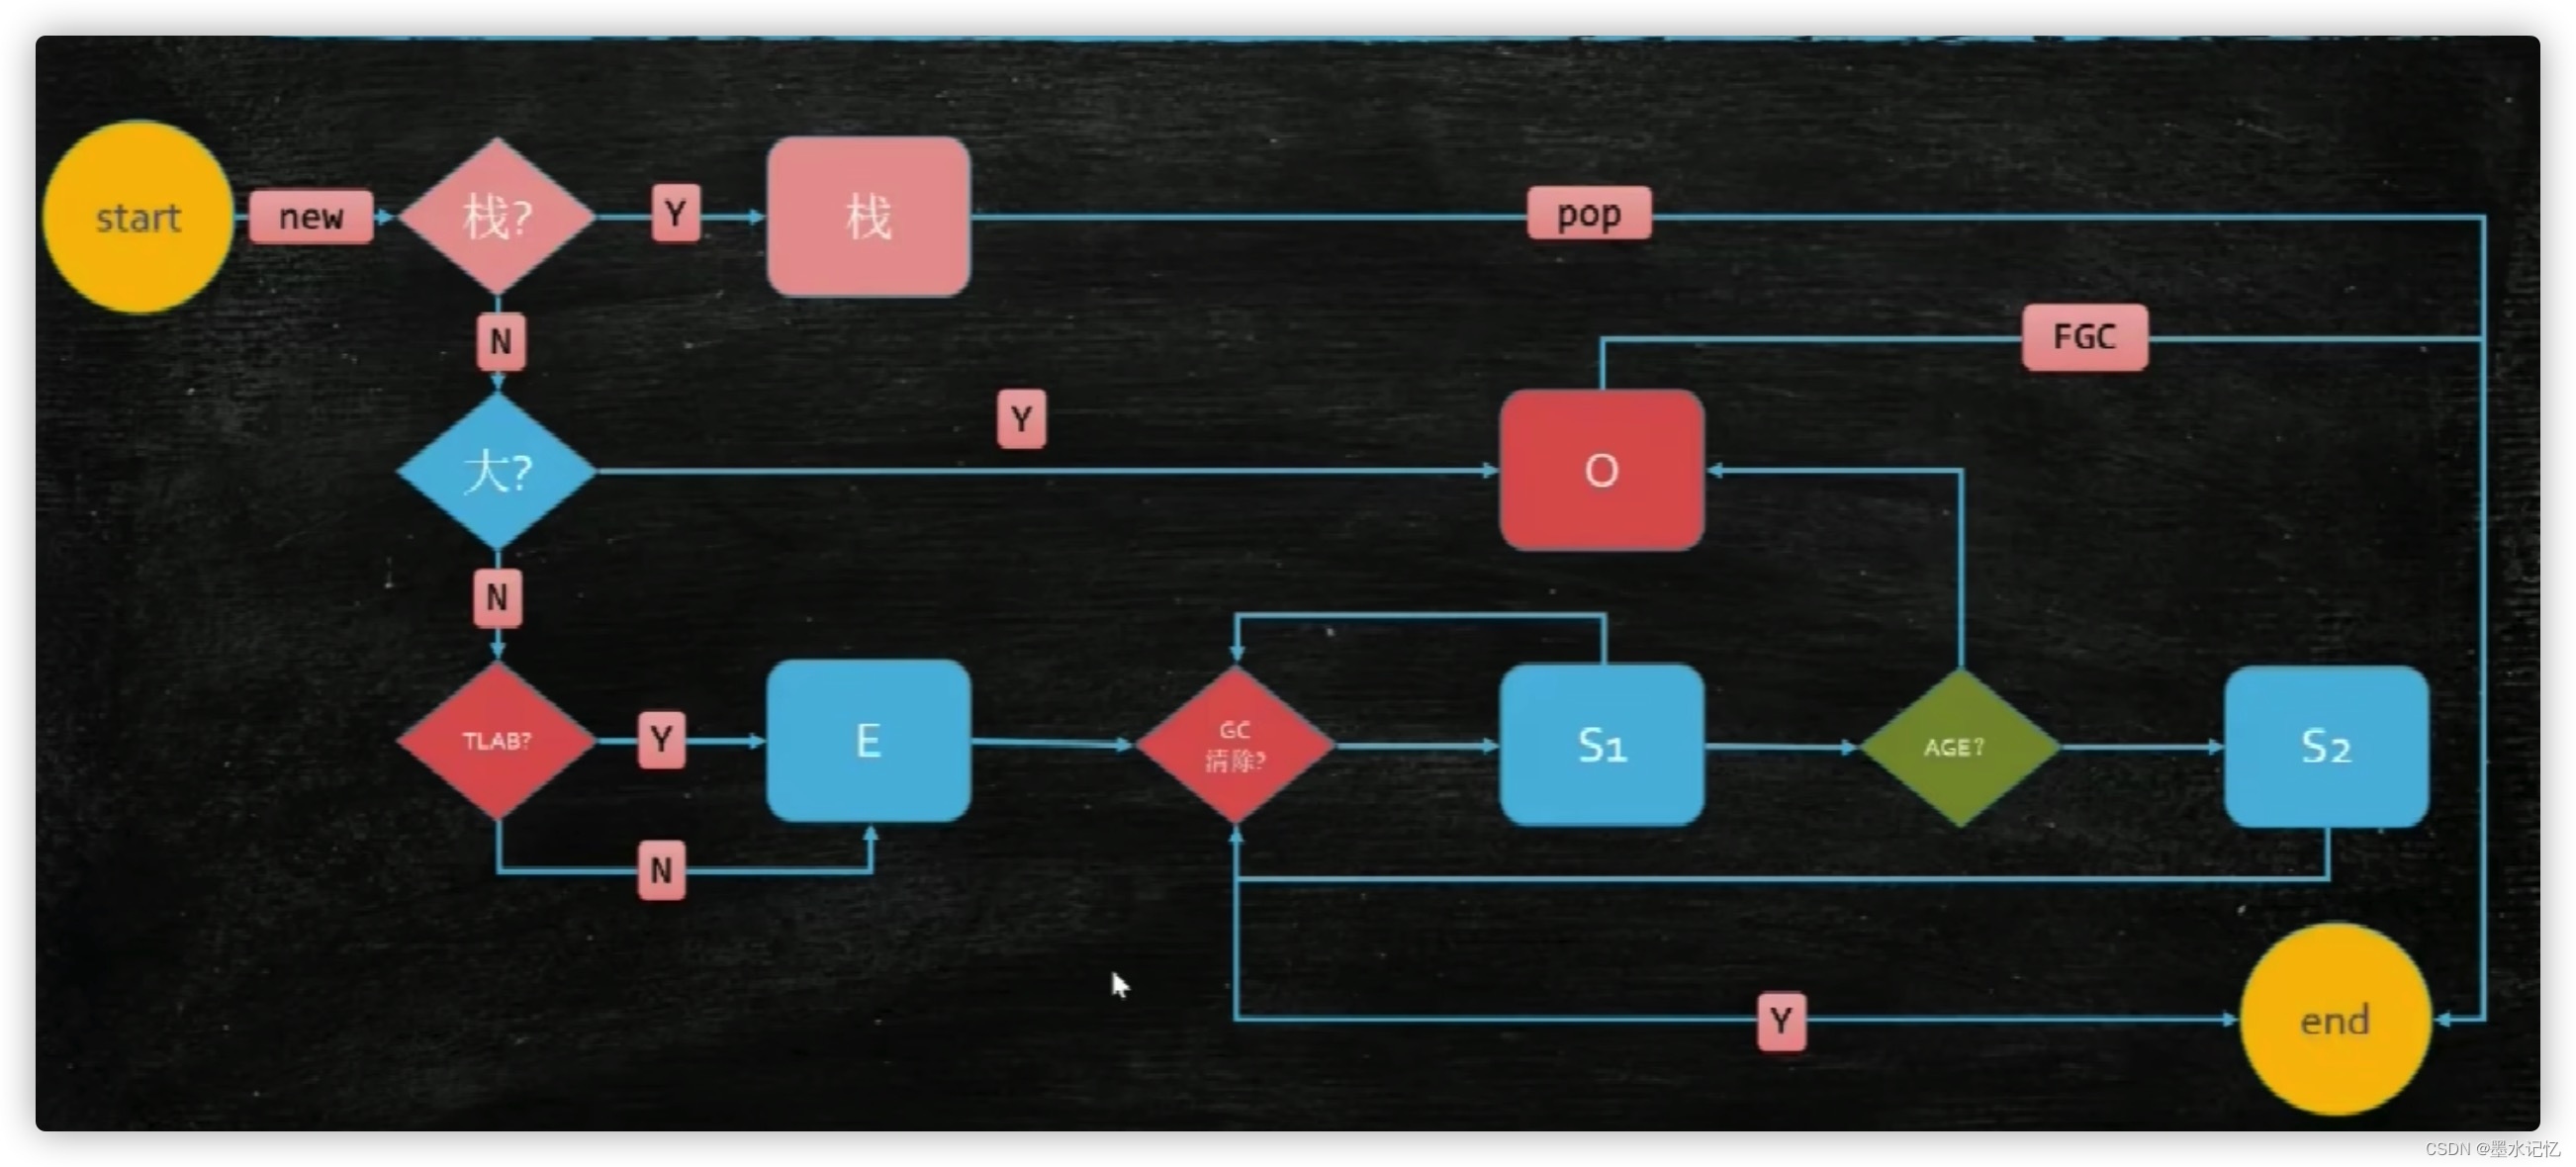 start
new
栈?
Y
栈
pop
N
FGC
Y
大?
O
N
TLAB?
Y
E
GC
清除?
S1
AGE?
S2
N
Y
end
CSDN @墨水记忆